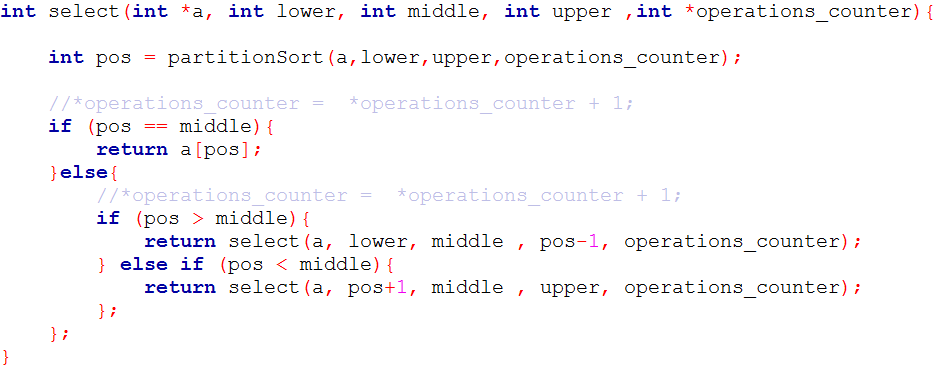 int select(int *a, int lower, int middle, int upper ,int *operations_counter){
int pos = partitionSort(a,lower,upper,operations_counter);
//*operations_counter =  *operations_counter + 1;
if (pos == middle){
return a[pos];
}else{
//*operations_counter =  *operations_counter + 1;
if (pos > middle){
return select(a, lower, middle , pos-1, operations_counter);
} else if (pos < middle){
return select(a, pos+1, middle , upper, operations_counter);
};
};
}